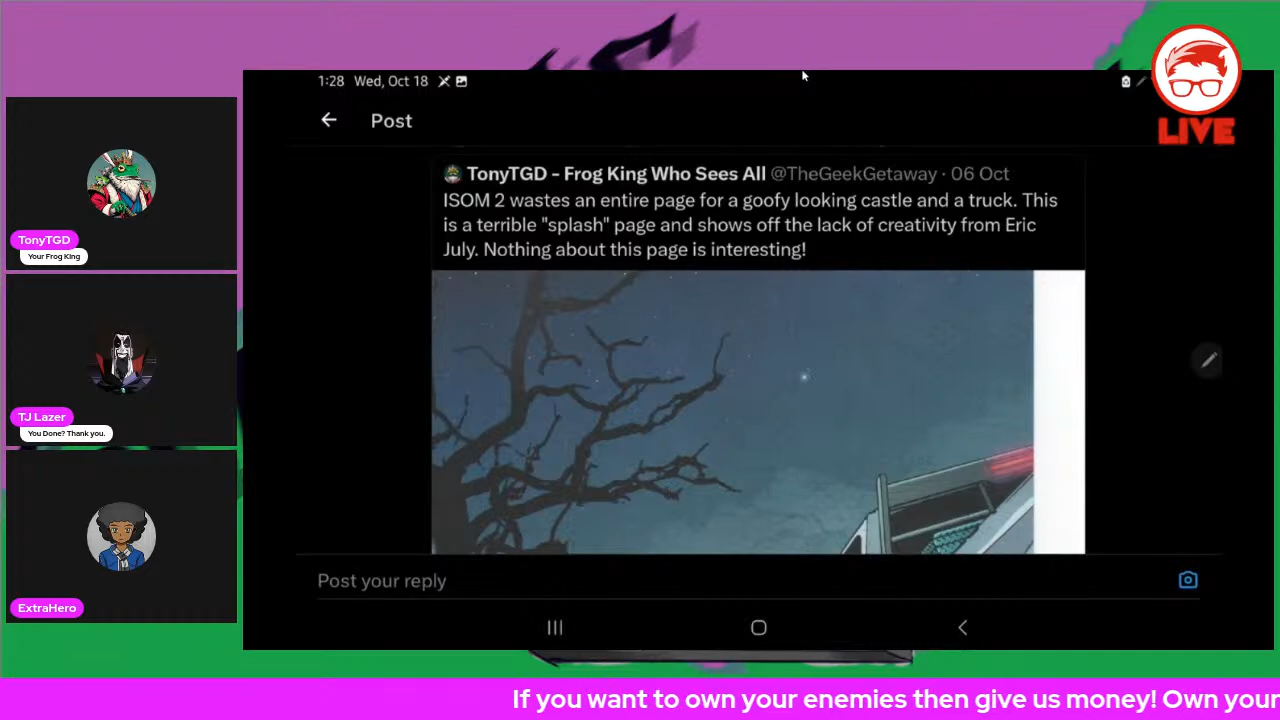 1:28 Wed, Oct 18
LIVE
Post
TonyTGD - Frog King Who Sees All @TheGeekGetaway · 06 Oct
ISOM 2 wastes an entire page for a goofy looking castle and a truck. This
is a terrible "splash" page and shows off the lack of creativity from Eric
July. Nothing about this page is interesting!
TonyTGD
Your Frog King
TJ Lazer
You Done? Thank you.
ExtraHero
Post your reply
If you want to own your enemies then give us money! Own your